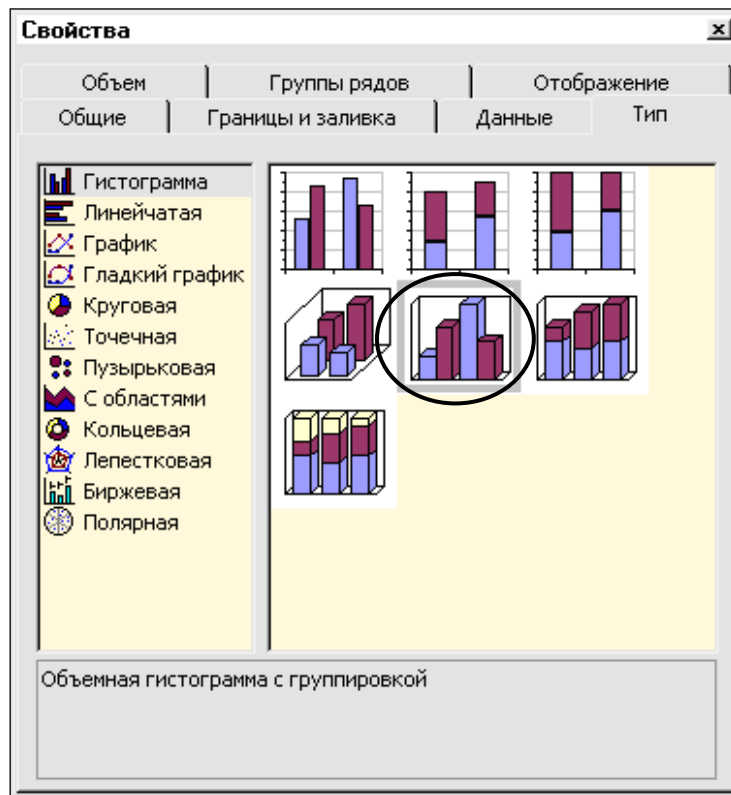 Свойства
Объем Группы рядов Отображение
Общие Границы и заливка Данные Тип
Гистограмма
Линейчатая
График
Гладкий график
Круговая
Точечная
Пузырьковая
С областями
Кольцевая
Лепестковая
Биржевая
Полярная
Объемная гистограмма с группировкой